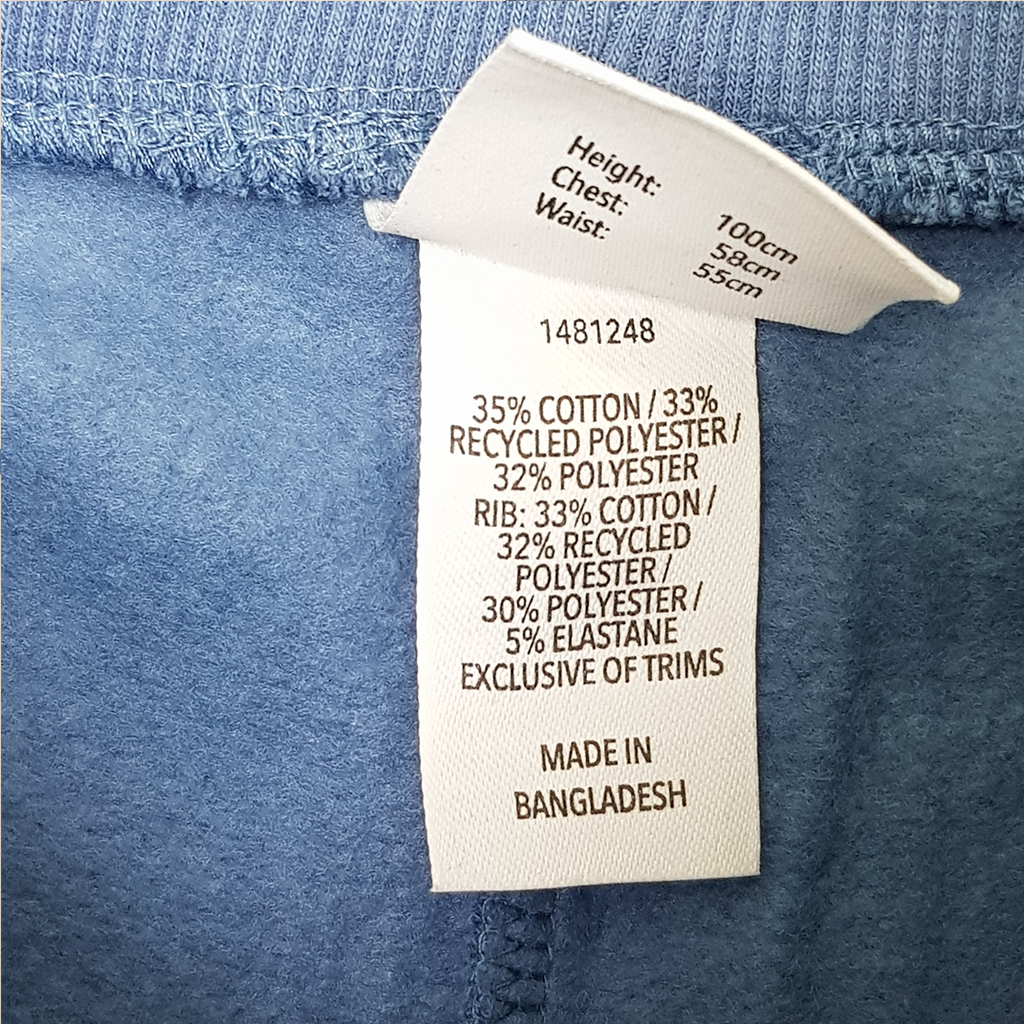 Height:
Chest:
Waist:
100cm
58cm
55cm
1481248
35% COTTON / 33%
RECYCLED POLYESTER /
32% POLYESTER
RIB: 33% COTTON /
32% RECYCLED
POLYESTER /
30% POLYESTER /
5% ELASTANE
EXCLUSIVE OF TRIMS
MADE IN
BANGLADESH